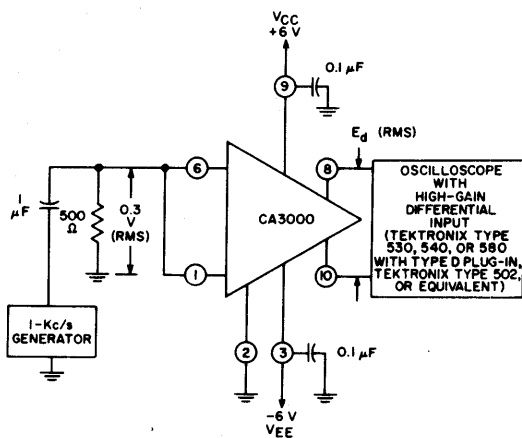 VCC
+6 V
0.1 µF
9
Ed (RMS)
6
8
CA3000
1
µF
500
Ω
0.3
V
(RMS)
1
10
OSCILLOSCOPE
WITH
HIGH-GAIN
DIFFERENTIAL
INPUT
(TEKTRONIX TYPE
530, 540, OR 580
WITH TYPE D PLUG-IN,
TEKTRONIX TYPE 502,
OR EQUIVALENT)
1-Kc/s
GENERATOR
2
3
0.1 µF
-6 V
VEE